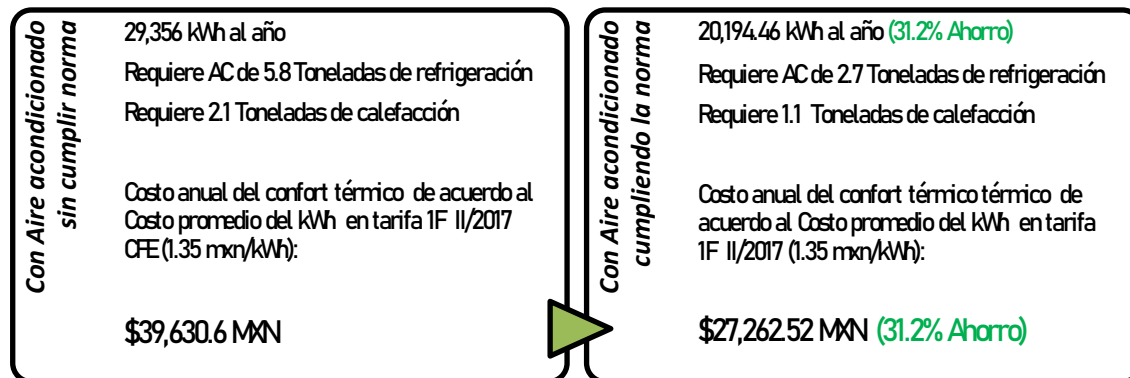 Con Aire acondicionado
sin cumplir norma
29,356 kWh al año
Requiere AC de 5.8 Toneladas de refrigeración
Requiere 2.1 Toneladas de calefacción
Costo anual del confort térmico de acuerdo al
Costo promedio del kWh en tarifa 1F II/2017
CFE (1.35 mxn/kWh):
$39,630.6 MXN
Con Aire acondicionado
cumpliendo la norma
20,194.46 kWh al año (31.2% Ahorro)
Requiere AC de 2.7 Toneladas de refrigeración
Requiere 1.1 Toneladas de calefacción
Costo anual del confort térmico térmico de
acuerdo al Costo promedio del kWh en tarifa
1F II/2017 (1.35 mxn/kWh):
$27,262.52 MXN (31.2% Ahorro)